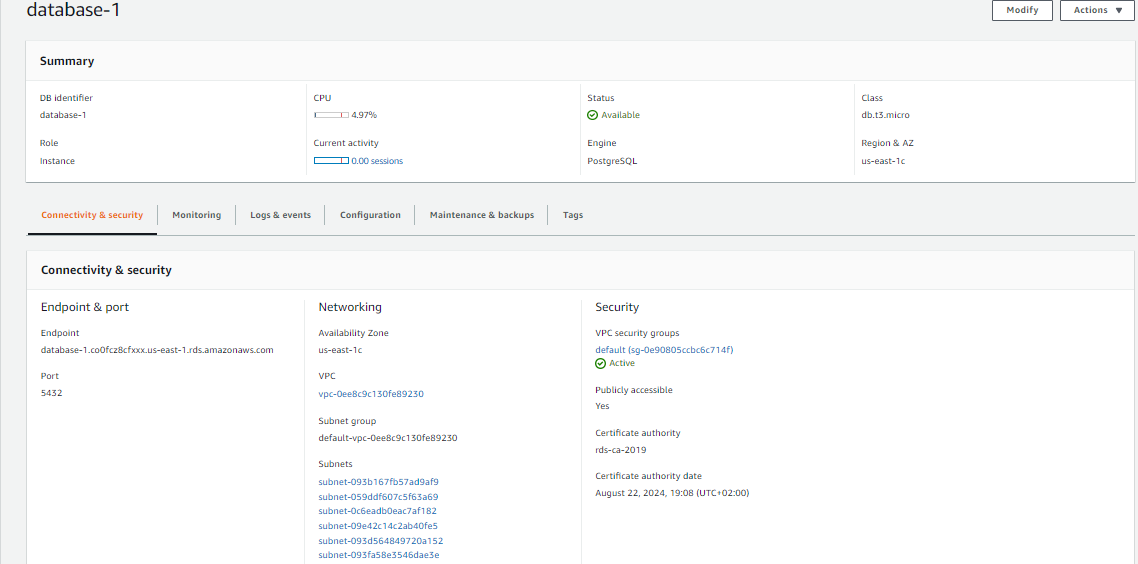 database-1
Modify
Actions
Summary
DB identifier
database-1
CPU
4.97%
Status
Available
Class
db.t3.micro
Role
Instance
Current activity
0.00 sessions
Engine
PostgreSQL
Region & AZ
us-east-1c
Connectivity & security
Monitoring
Logs & events
Configuration
Maintenance & backups
Tags
Connectivity & security
Endpoint & port
Endpoint
database-1.co0fcz8cfxxx.us-east-1.rds.amazonaws.com
Port
5432
Networking
Availability Zone
us-east-1c
VPC
vpc-0ee8c9c130fe89230
Subnet group
default-vpc-0ee8c9c130fe89230
Subnets
subnet-093b167fb57ad9af9
subnet-059ddf607c5f63a69
subnet-0c6eadb0eac7af182
subnet-09e42c14c2ab40fe5
subnet-093d564849720a152
subnet-093fa58e3546dae3e
Security
VPC security groups
default (sg-0e90805ccbc6c714f)
Active
Publicly accessible
Yes
Certificate authority
rds-ca-2019
Certificate authority date
August 22, 2024, 19:08 (UTC+02:00)